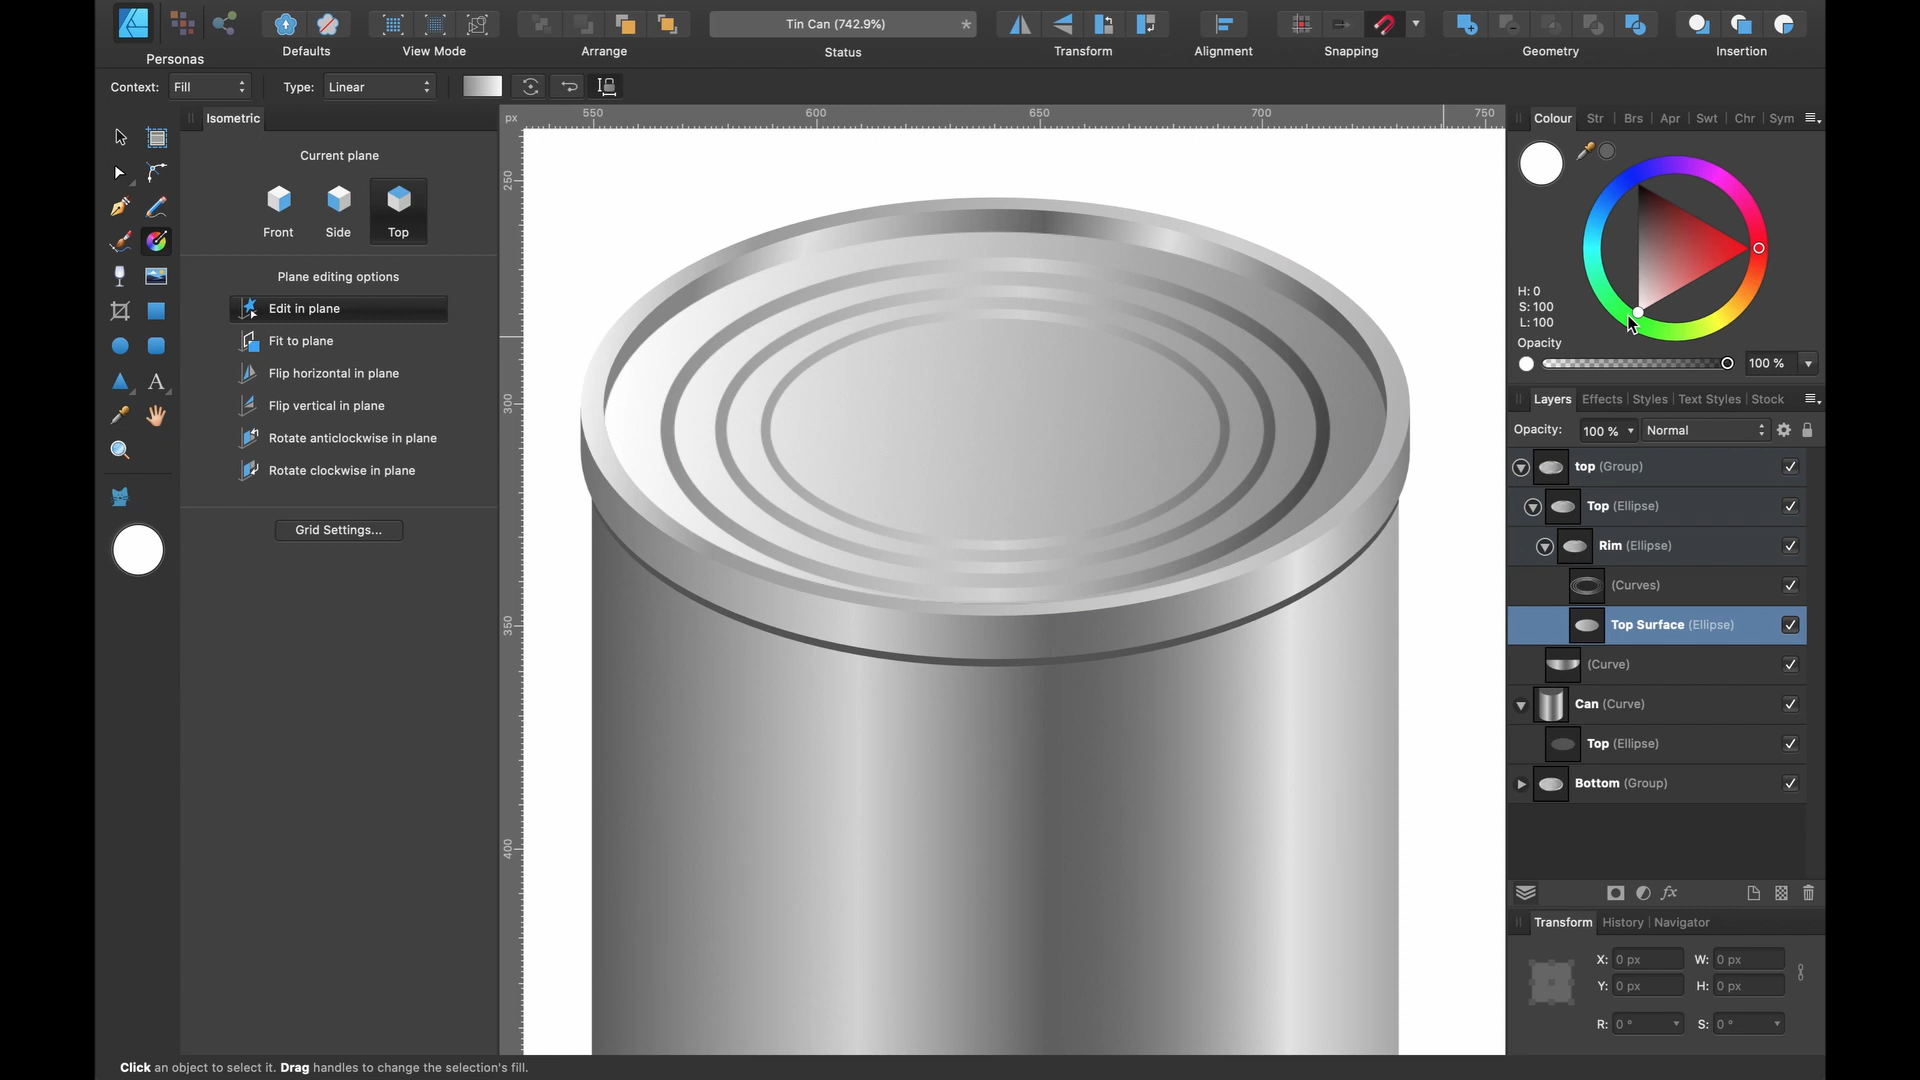 Tin Can (742.9%)
*
Personas
Defaults
View Mode
Arrange
Status
Transform
Alignment
Snapping
Geometry
Insertion
Context: Fill
Type: Linear
Isometric
Current plane
Front
Side
Top
Plane editing options
Edit in plane
Fit to plane
Flip horizontal in plane
Flip vertical in plane
Rotate anticlockwise in plane
Rotate clockwise in plane
Grid Settings...
A
px
550
600
650
700
750
250
300
350
400
Colour Str Brs Apr Swt Chr Sym
H: 0
S: 100
L: 100
Opacity
100 %
Layers Effects Styles Text Styles Stock
Opacity: 100 % Normal
top (Group)
Top (Ellipse)
Rim (Ellipse)
(Curves)
Top Surface (Ellipse)
(Curve)
Can (Curve)
Top (Ellipse)
Bottom (Group)
fx
Transform History Navigator
X: 0 px W: 0 px
Y: 0 px H: 0 px
R: 0 ° S: 0 °
Click an object to select it. Drag handles to change the selection's fill.